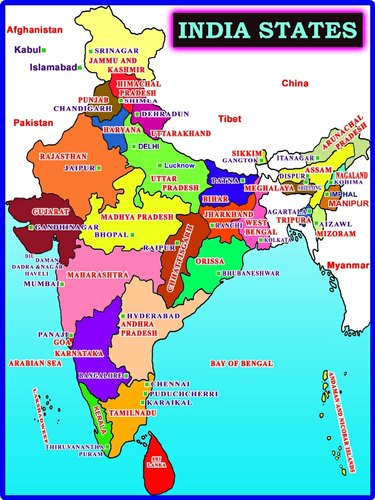 INDIA STATES
Afghanistan
Kabul
Islamabad
SRINAGAR
JAMMU AND
KASHMIR
China
HIMACHAL
PRADESH
SHIMLA
PUNJAB
CHANDIGARH
DEHRADUN
Tibet
Pakistan
HARYANA
UTTARAKHAND
DELHI
ARUNACHAL
PRADESH
SIKKIM
GANGTOK
ITANAGAR
RAJASTHAN
JAIPUR
Lucknow
UTTAR
PRADESH
PATNA
BIHAR
DISPUR
ASSAM
NAGALAND
KOHIMA
MEGHALAYA
SHILLONG
IMPHAL
MANIPUR
GUJARAT
GANDHINAGAR
MADHYA PRADESH
BHOPAL
JHARKHAND
RANCHI
WEST
BENGAL
KOLKATA
AGARTALA
TRIPURA
AIZAWL
MIZORAM
RAIPUR
CHHATTISGARH
DIU
DAMAN
DADRA & NAGAR
HAVELI
MUMBAI
MAHARASHTRA
ORISSA
BHUBANESHWAR
Myanmar
HYDERABAD
ANDHRA
PRADESH
PANAJI
GOA
KARNATAKA
ARABIAN SEA
BAY OF BENGAL
BANGALORE
CHENNAI
PUDUCHCHERRI
KARAIKAL
LAKSHADWEEP
KERALA
TAMILNADU
ANDAMAN AND NICOBAR ISLANDS
THIRUVANANTHA
PURAM
SRI
LANKA